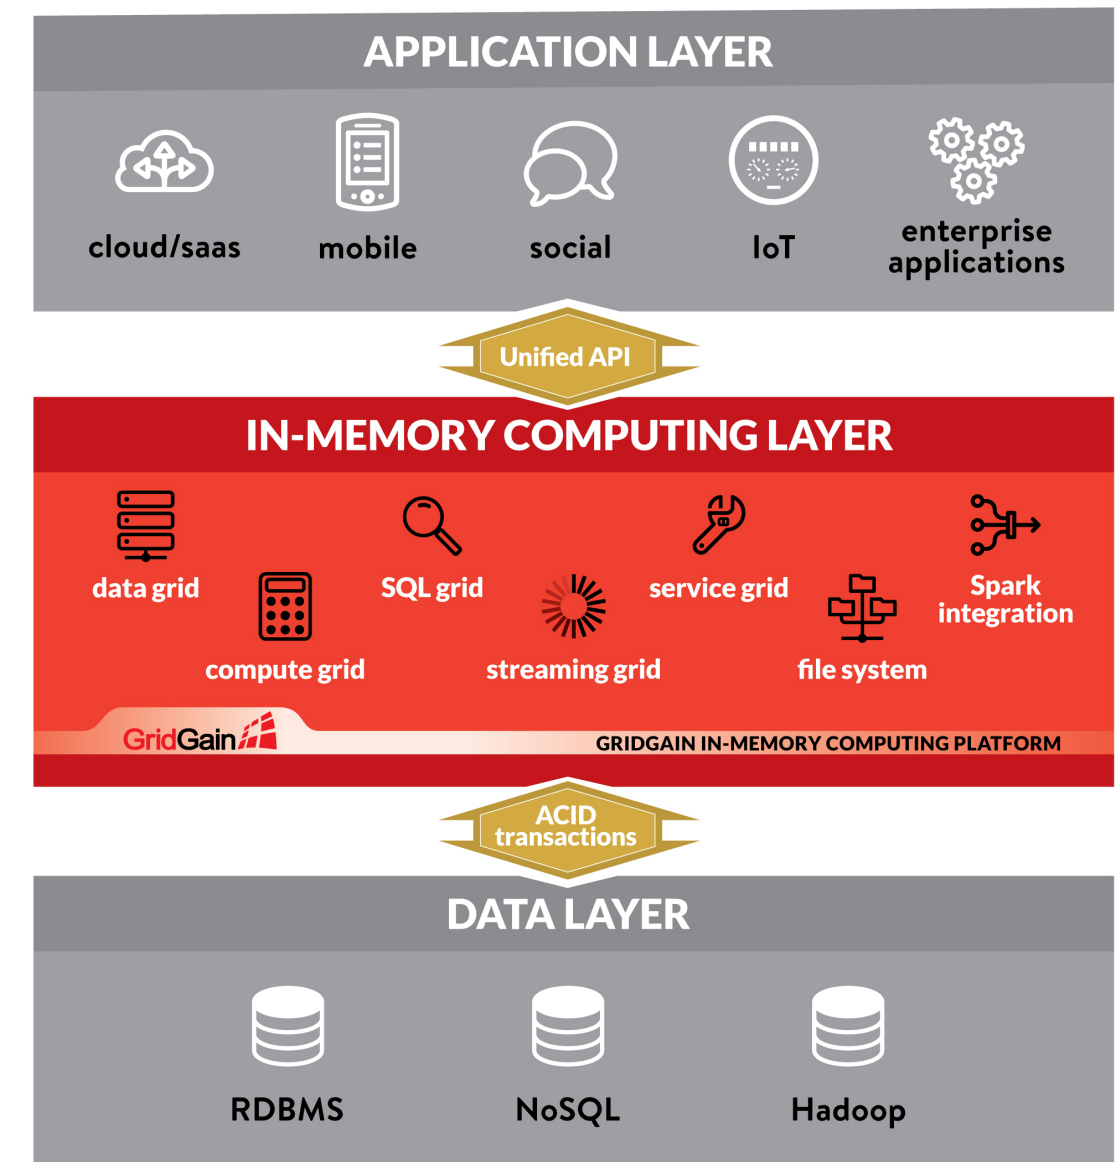 APPLICATION LAYER
cloud/saas
mobile
social
IoT
enterprise
applications
Unified API
IN-MEMORY COMPUTING LAYER
data grid
SQL grid
service grid
Spark
integration
compute grid
streaming grid
file system
GridGain
GRIDGAIN IN-MEMORY COMPUTING PLATFORM
ACID
transactions
DATA LAYER
RDBMS
NoSQL
Hadoop